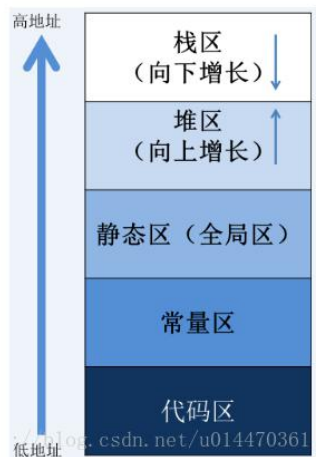 高地址
栈区
（向下增长）
堆区
（向上增长）
静态区（全局区）
常量区
代码区
://blog.csdn.net/u014470361
低地址